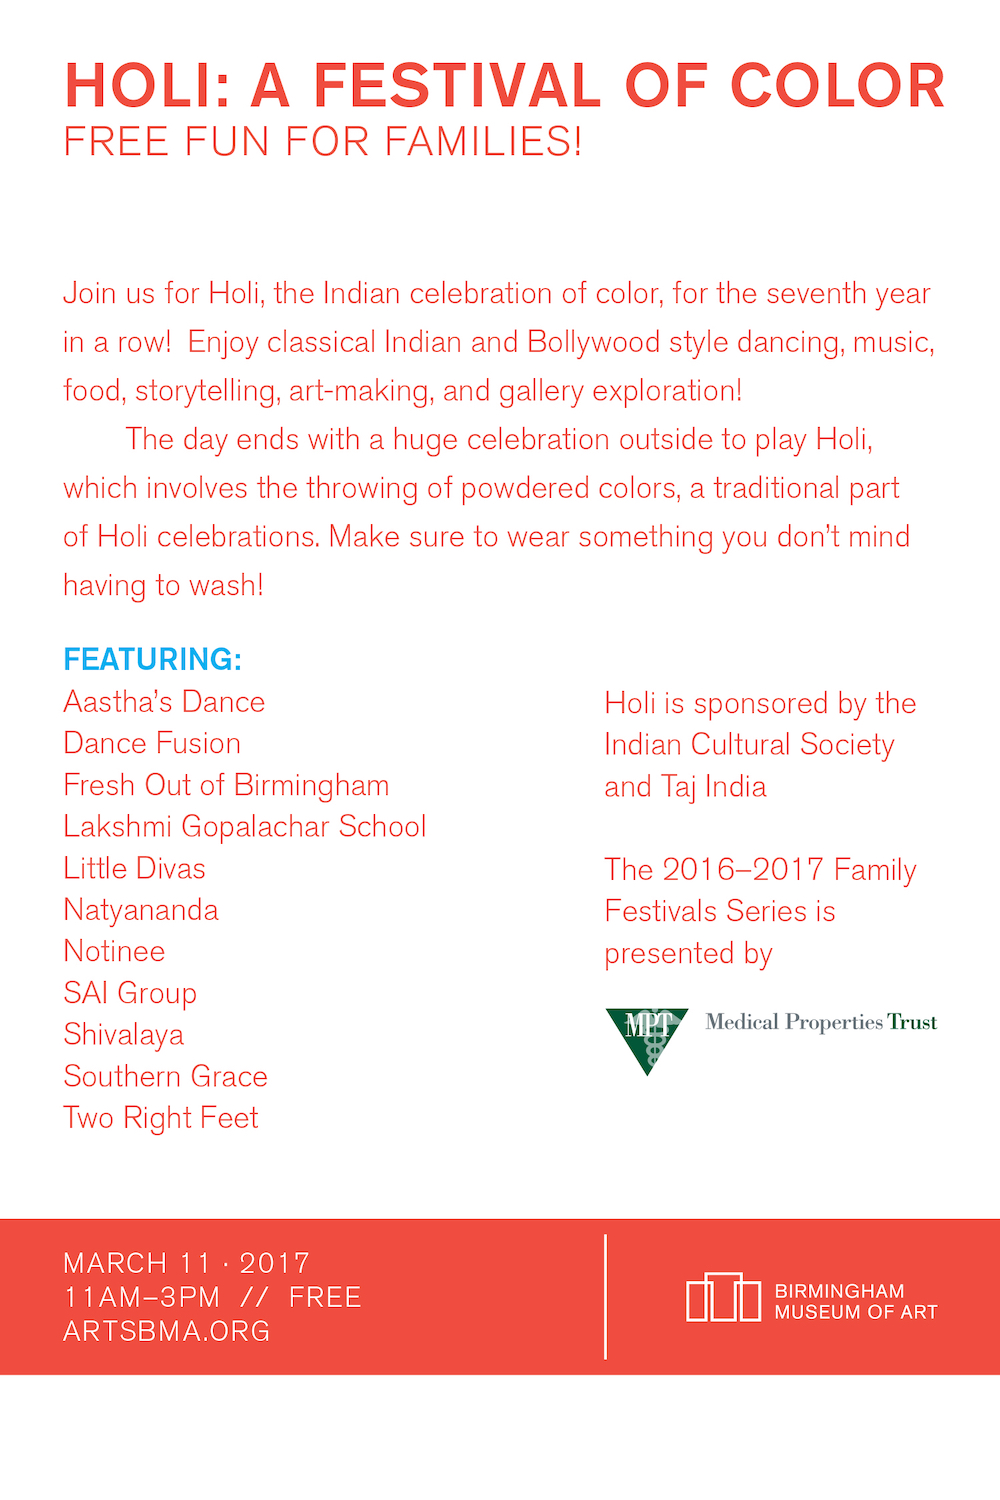 HOLI: A FESTIVAL OF COLOR
FREE FUN FOR FAMILIES!
Join us for Holi, the Indian celebration of color, for the seventh year
in a row!  Enjoy classical Indian and Bollywood style dancing, music,
food, storytelling, art-making, and gallery exploration!
The day ends with a huge celebration outside to play Holi,
which involves the throwing of powdered colors, a traditional part
of Holi celebrations. Make sure to wear something you don’t mind
having to wash!
FEATURING:
Aastha’s Dance
Dance Fusion
Fresh Out of Birmingham
Lakshmi Gopalachar School
Little Divas
Natyananda
Notinee
SAI Group
Shivalaya
Southern Grace
Two Right Feet
Holi is sponsored by the
Indian Cultural Society
and Taj India
The 2016–2017 Family
Festivals Series is
presented by
MPT Medical Properties Trust
MARCH 11 · 2017
11AM–3PM // FREE
ARTSBMA.ORG
BIRMINGHAM
MUSEUM OF ART